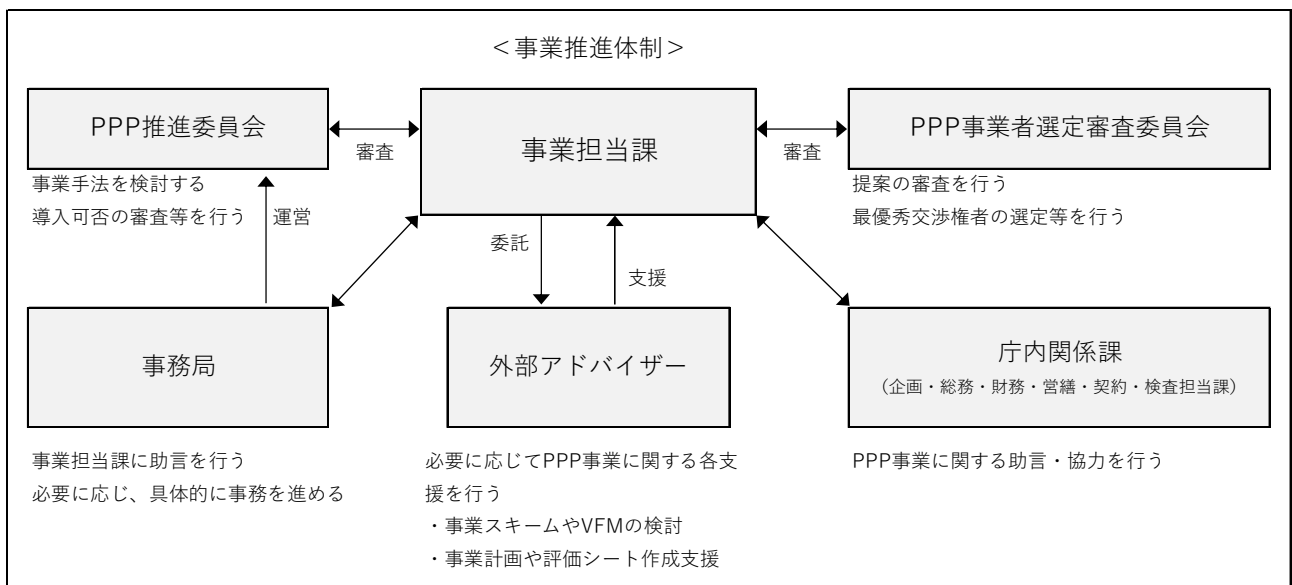 ＜事業推進体制＞
PPP推進委員会
審査
事業担当課
審査
PPP事業者選定審査委員会
事業手法を検討する
導入可否の審査等を行う
運営
提案の審査を行う
最優秀交渉権者の選定等を行う
委託
支援
事務局
外部アドバイザー
庁内関係課
（企画・総務・財務・営繕・契約・検査担当課）
事業担当課に助言を行う
必要に応じ、具体的に事務を進める
必要に応じてPPP事業に関する各支
援を行う
・事業スキームやVFMの検討
・事業計画や評価シート作成支援
PPP事業に関する助言・協力を行う